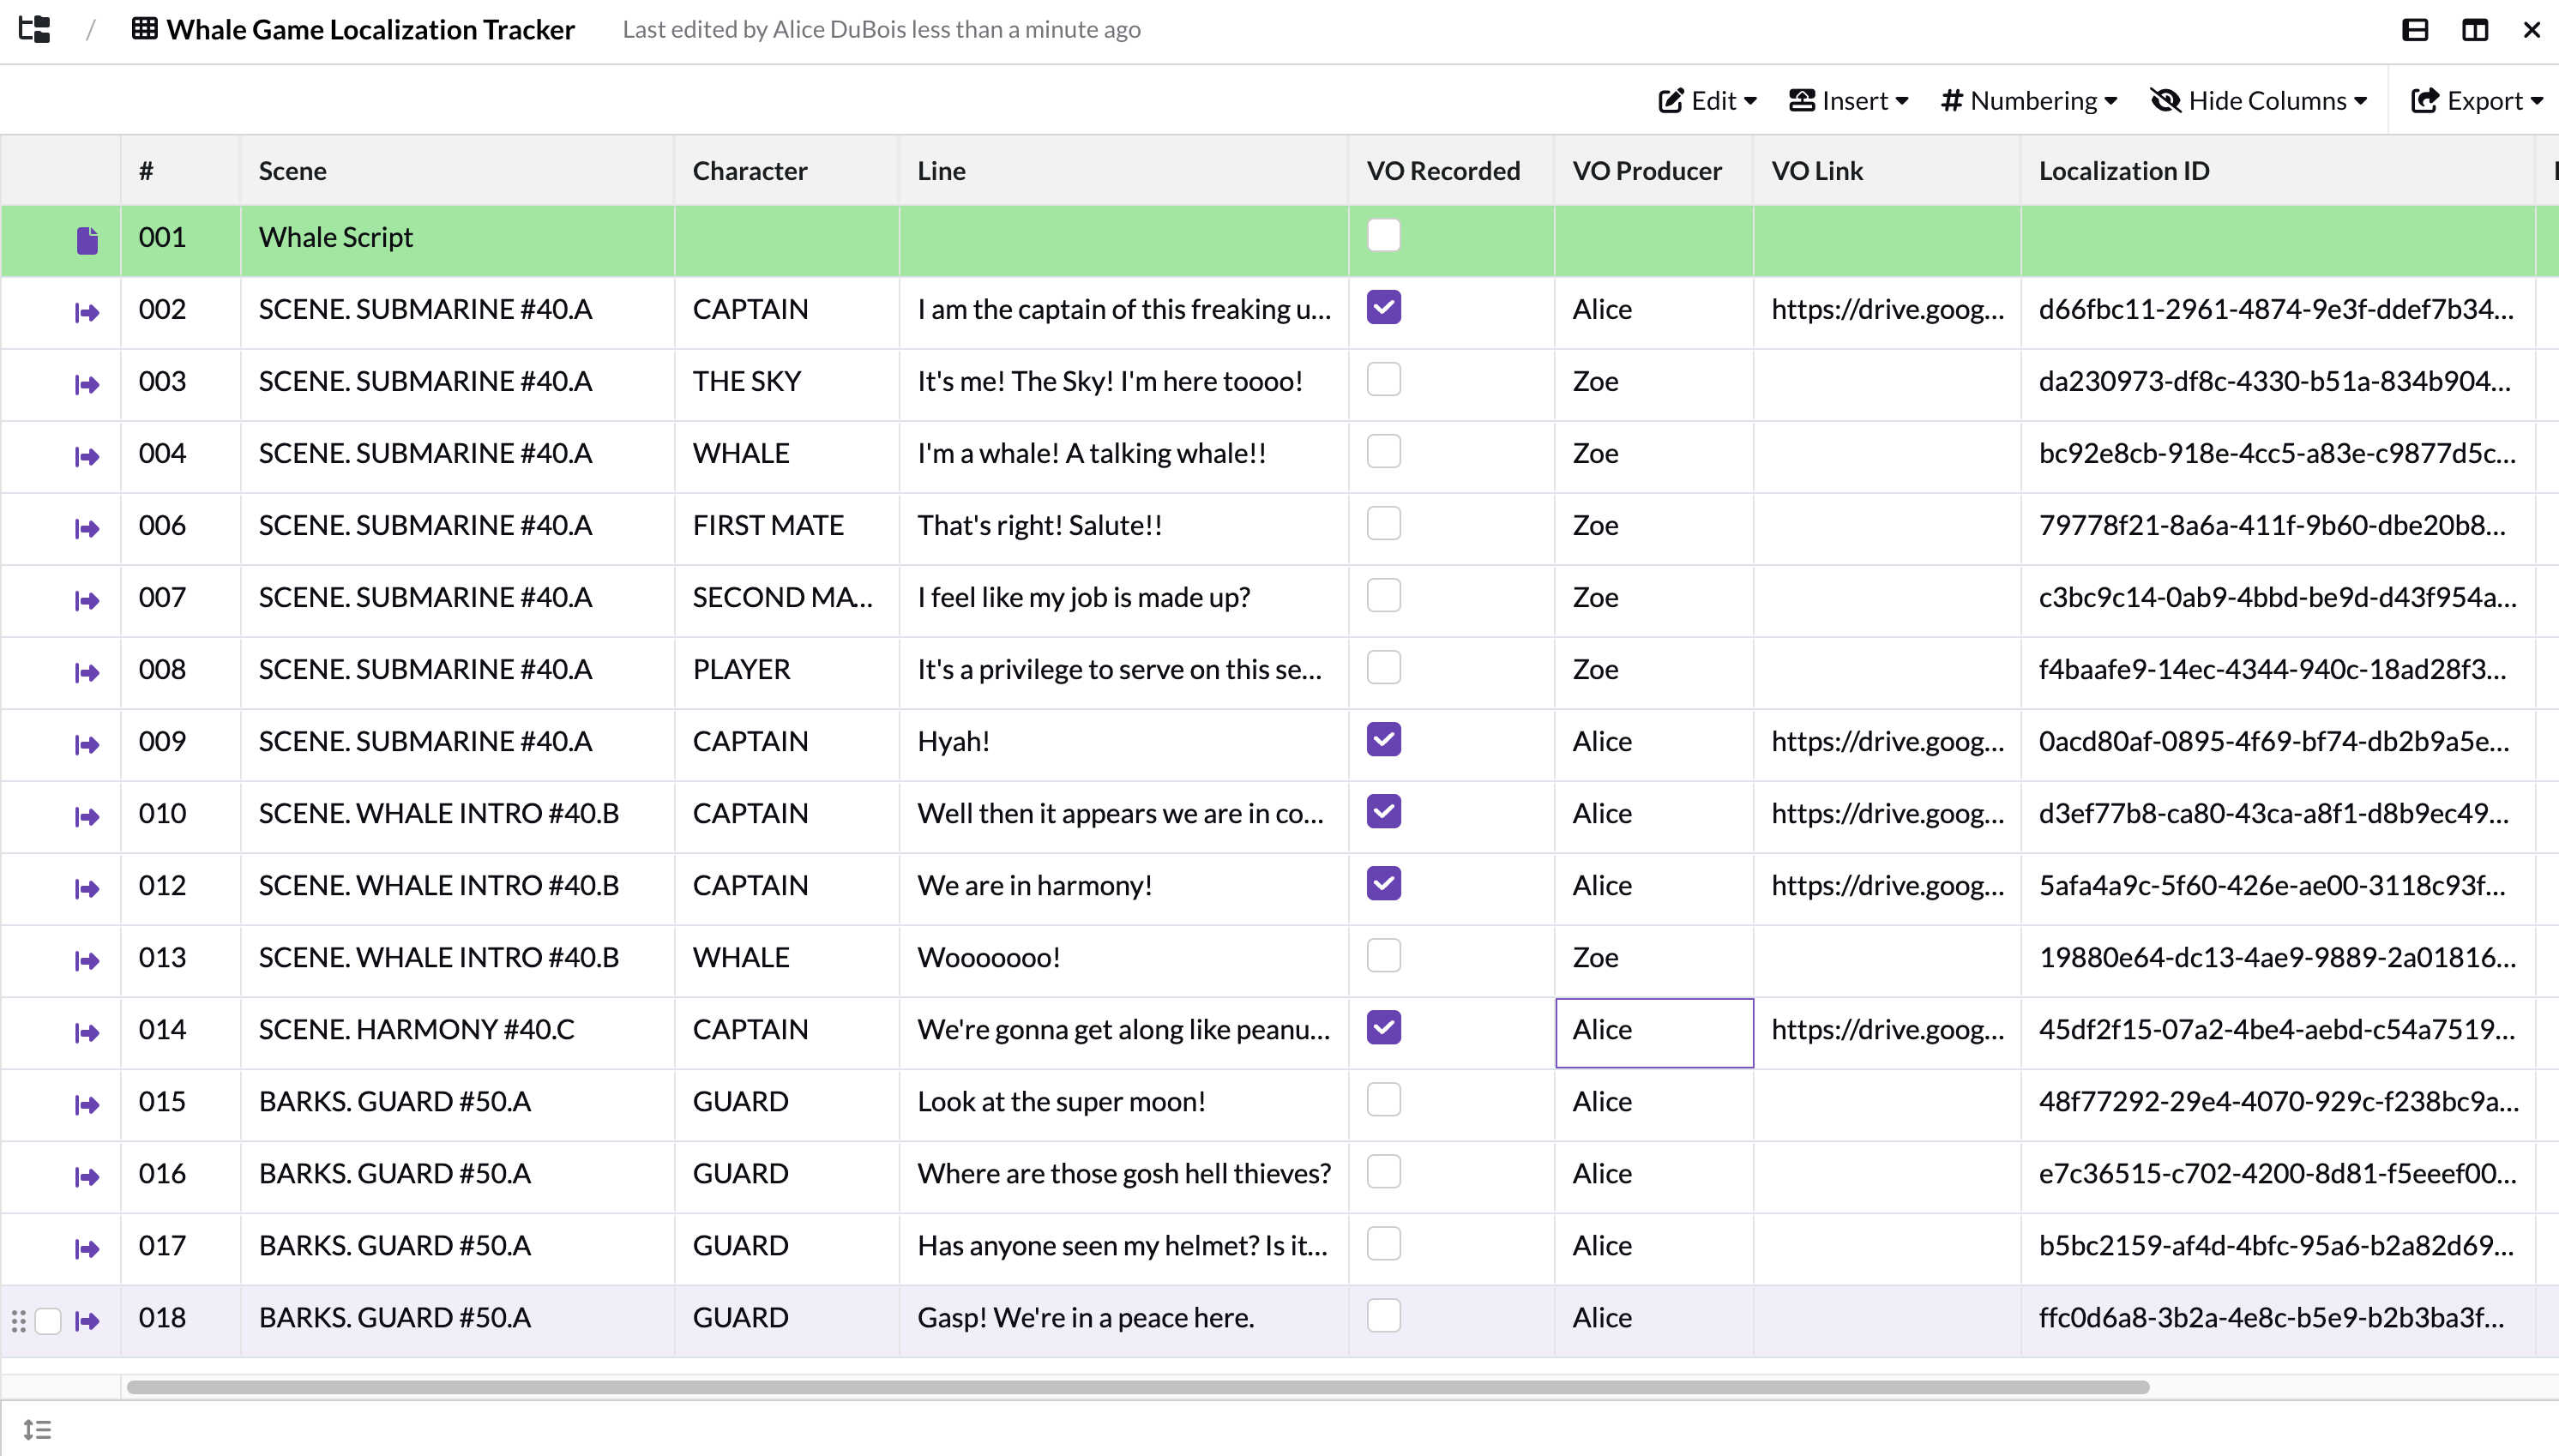 / Whale Game Localization Tracker Last edited by Alice DuBois less than a minute ago
Edit Insert # Numbering Hide Columns Export
# Scene Character Line VO Recorded VO Producer VO Link Localization ID
001 Whale Script
002 SCENE. SUBMARINE #40.A CAPTAIN I am the captain of this freaking u... Alice https://drive.goog... d66fbc11-2961-4874-9e3f-ddef7b34...
003 SCENE. SUBMARINE #40.A THE SKY It's me! The Sky! I'm here toooo! Zoe da230973-df8c-4330-b51a-834b904...
004 SCENE. SUBMARINE #40.A WHALE I'm a whale! A talking whale!! Zoe bc92e8cb-918e-4cc5-a83e-c9877d5c...
006 SCENE. SUBMARINE #40.A FIRST MATE That's right! Salute!! Zoe 79778f21-8a6a-411f-9b60-dbe20b8...
007 SCENE. SUBMARINE #40.A SECOND MA... I feel like my job is made up? Zoe c3bc9c14-0ab9-4bbd-be9d-d43f954a...
008 SCENE. SUBMARINE #40.A PLAYER It's a privilege to serve on this se... Zoe f4baafe9-14ec-4344-940c-18ad28f3...
009 SCENE. SUBMARINE #40.A CAPTAIN Hyah! Alice https://drive.goog... 0acd80af-0895-4f69-bf74-db2b9a5e...
010 SCENE. WHALE INTRO #40.B CAPTAIN Well then it appears we are in co... Alice https://drive.goog... d3ef77b8-ca80-43ca-a8f1-d8b9ec49...
012 SCENE. WHALE INTRO #40.B CAPTAIN We are in harmony! Alice https://drive.goog... 5afa4a9c-5f60-426e-ae00-3118c93f...
013 SCENE. WHALE INTRO #40.B WHALE Wooooooo! Zoe 19880e64-dc13-4ae9-9889-2a01816...
014 SCENE. HARMONY #40.C CAPTAIN We're gonna get along like peanu... Alice https://drive.goog... 45df2f15-07a2-4be4-aebd-c54a7519...
015 BARKS. GUARD #50.A GUARD Look at the super moon! Alice 48f77292-29e4-4070-929c-f238bc9a...
016 BARKS. GUARD #50.A GUARD Where are those gosh hell thieves? Alice e7c36515-c702-4200-8d81-f5eeef00...
017 BARKS. GUARD #50.A GUARD Has anyone seen my helmet? Is it... Alice b5bc2159-af4d-4bfc-95a6-b2a82d69...
018 BARKS. GUARD #50.A GUARD Gasp! We're in a peace here. Alice ffc0d6a8-3b2a-4e8c-b5e9-b2b3ba3f...